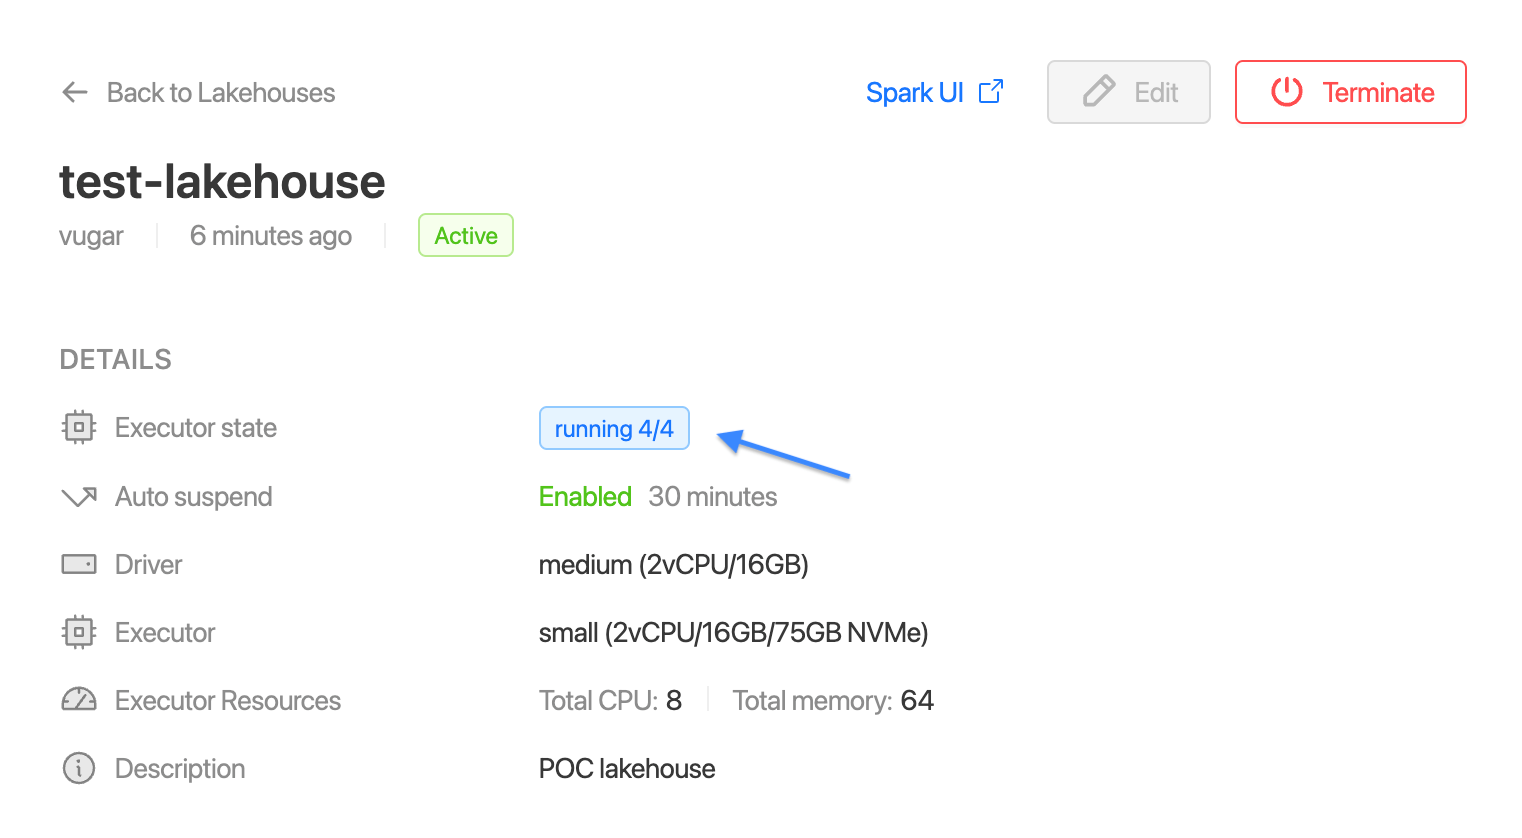 Back to Lakehouses Spark UI Edit Terminate
test-lakehouse
vugar 6 minutes ago Active
DETAILS
Executor state running 4/4
Auto suspend Enabled 30 minutes
Driver medium (2vCPU/16GB)
Executor small (2vCPU/16GB/75GB NVMe)
Executor Resources Total CPU: 8 Total memory: 64
Description POC lakehouse